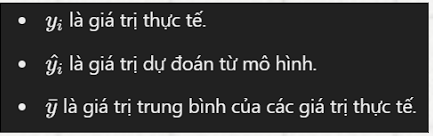 • yᵢ là giá trị thực tế.
• ŷᵢ là giá trị dự đoán từ mô hình.
• ȳ là giá trị trung bình của các giá trị thực tế.